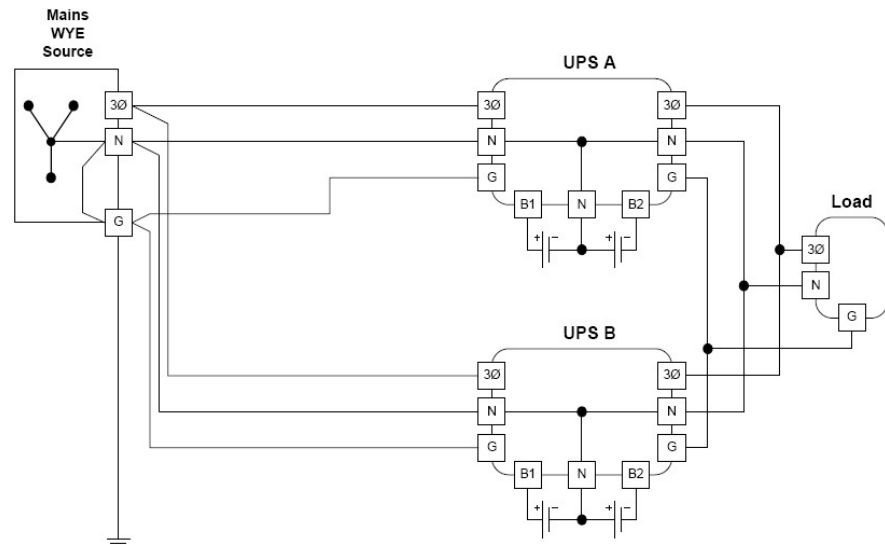 Mains
WYE
Source
UPS A
3Ø
3Ø
3Ø
N
N
N
G
G
Load
B1
N
B2
G
+ −
+ −
3Ø
N
G
UPS B
3Ø
3Ø
N
N
G
G
B1
N
B2
+ −
+ −